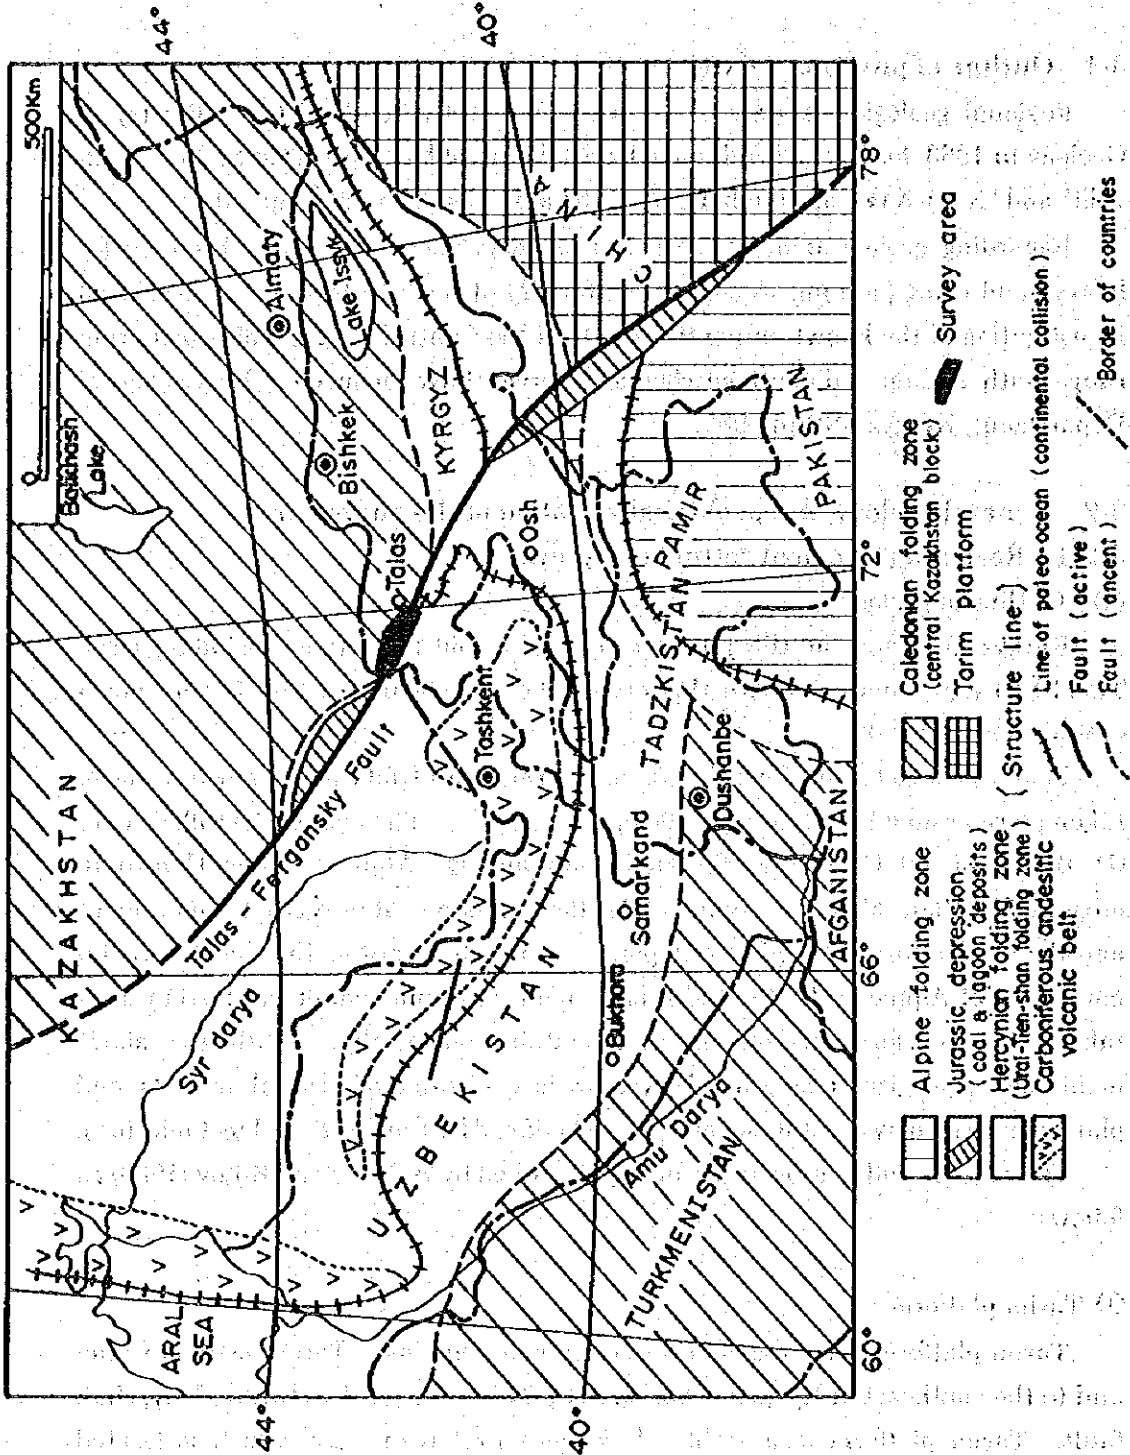 44°
40°
0
500Km
Balkhash
Lake
KAZAKHSTAN
Almaty
Lake Issyk
Bishkek
KYRGYZ
CHINA
Talas
Osh
Talas - Fergansky Fault
Tashkent
Syr darya
TADZKISTAN
PAMIR
PAKISTAN
Dushanbe
Samarkand
UZBEKISTAN
Bukhara
AFGANISTAN
Amu Darya
TURKMENISTAN
ARAL
SEA
44°
40°
60°
66°
72°
78°
Alpine folding zone
Jurassic depression
(coal & lagoon deposits)
Hercynian folding zone
(Ural-Tien-shan folding zone)
Carboniferous andesitic
volcanic belt
Caledonian folding zone
(central Kazakhstan block)
Tarim platform
(Structure line)
Line of paleo-ocean (continental collision)
Fault (active)
Fault (ancent)
Survey area
Border of countries